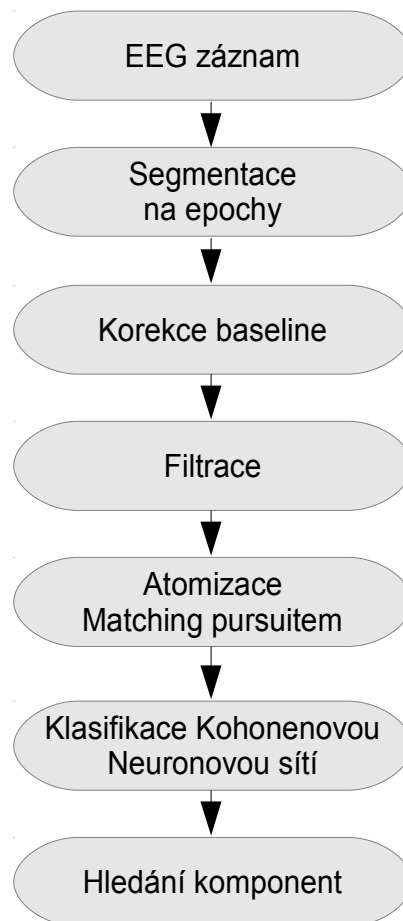 EEG záznam
Segmentace
na epochy
Korekce baseline
Filtrace
Atomizace
Matching pursuitem
Klasifikace Kohonenovou
Neuronovou sítí
Hledání komponent